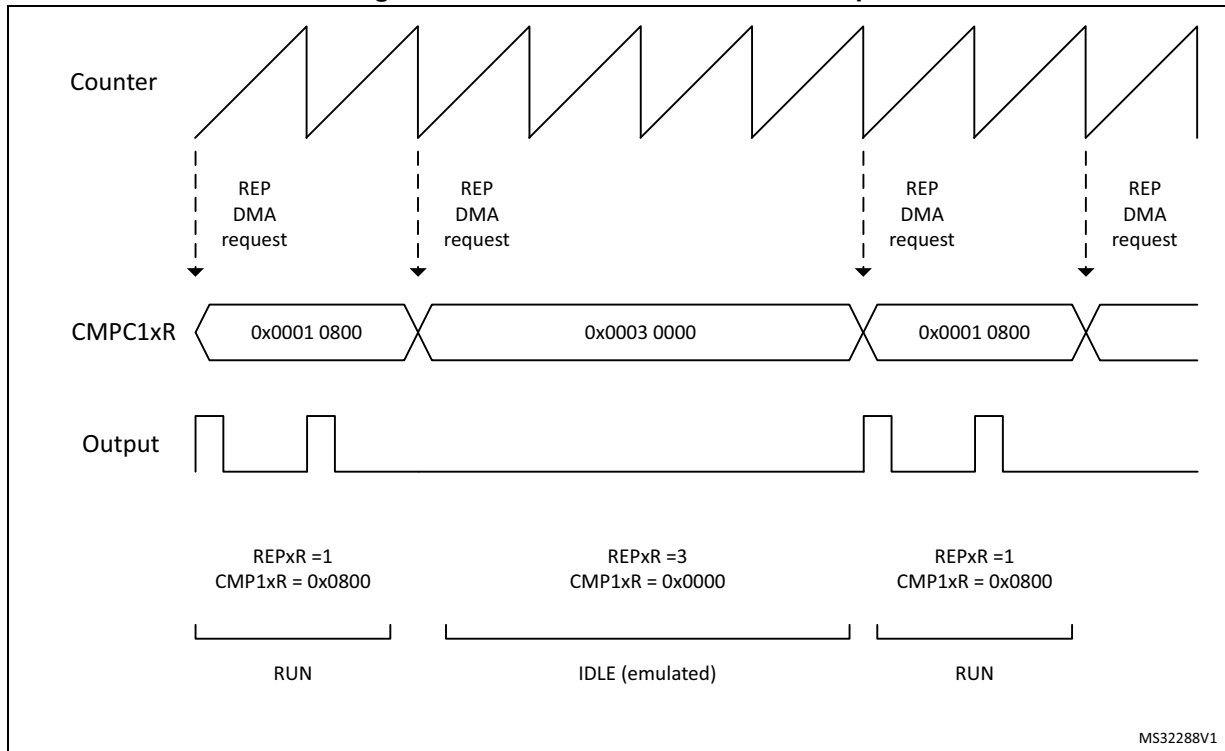 Counter
REP
DMA
request
REP
DMA
request
REP
DMA
request
REP
DMA
request
CMPC1xR
0x0001 0800
0x0003 0000
0x0001 0800
Output
REPxR =1
CMP1xR = 0x0800
REPxR =3
CMP1xR = 0x0000
REPxR =1
CMP1xR = 0x0800
RUN
IDLE (emulated)
RUN
MS32288V1